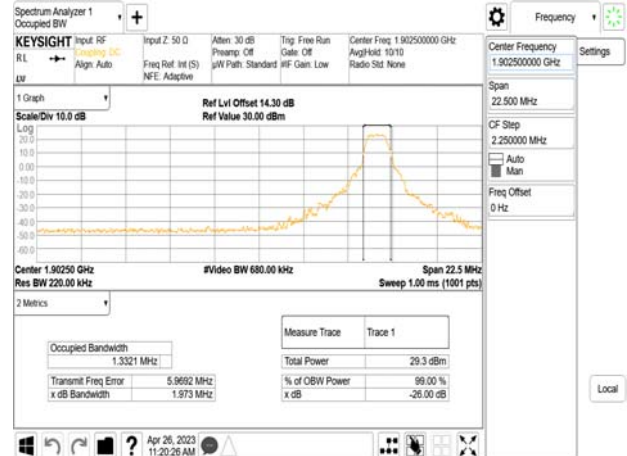 Spectrum Analyzer 1
Occupied BW
Frequency
KEYSIGHT
RL
Input: RF
Coupling: DC
Align: Auto
Input Z: 50 Ω
Freq Ref: Int (S)
NFE: Adaptive
Atten: 30 dB
Preamp: Off
µW Path: Standard
Trig: Free Run
Gate: Off
#IF Gain: Low
Center Freq: 1.902500000 GHz
Avg|Hold: 10/10
Radio Std: None
Center Frequency
1.902500000 GHz
Settings
Span
22.500 MHz
CF Step
2.250000 MHz
Auto
Man
Freq Offset
0 Hz
Local
1 Graph
Scale/Div 10.0 dB
Ref Lvl Offset 14.30 dB
Ref Value 30.00 dBm
Log
20.0
10.0
0.00
-10.0
-20.0
-30.0
-40.0
-50.0
-60.0
Center 1.90250 GHz
#Video BW 680.00 kHz
Span 22.5 MHz
Res BW 220.00 kHz
Sweep 1.00 ms (1001 pts)
2 Metrics
Measure Trace Trace 1
Occupied Bandwidth
1.3321 MHz
Total Power 29.3 dBm
Transmit Freq Error 5.9692 MHz
% of OBW Power 99.00 %
x dB Bandwidth 1.973 MHz
x dB -26.00 dB
Apr 26, 2023
11:20:26 AM